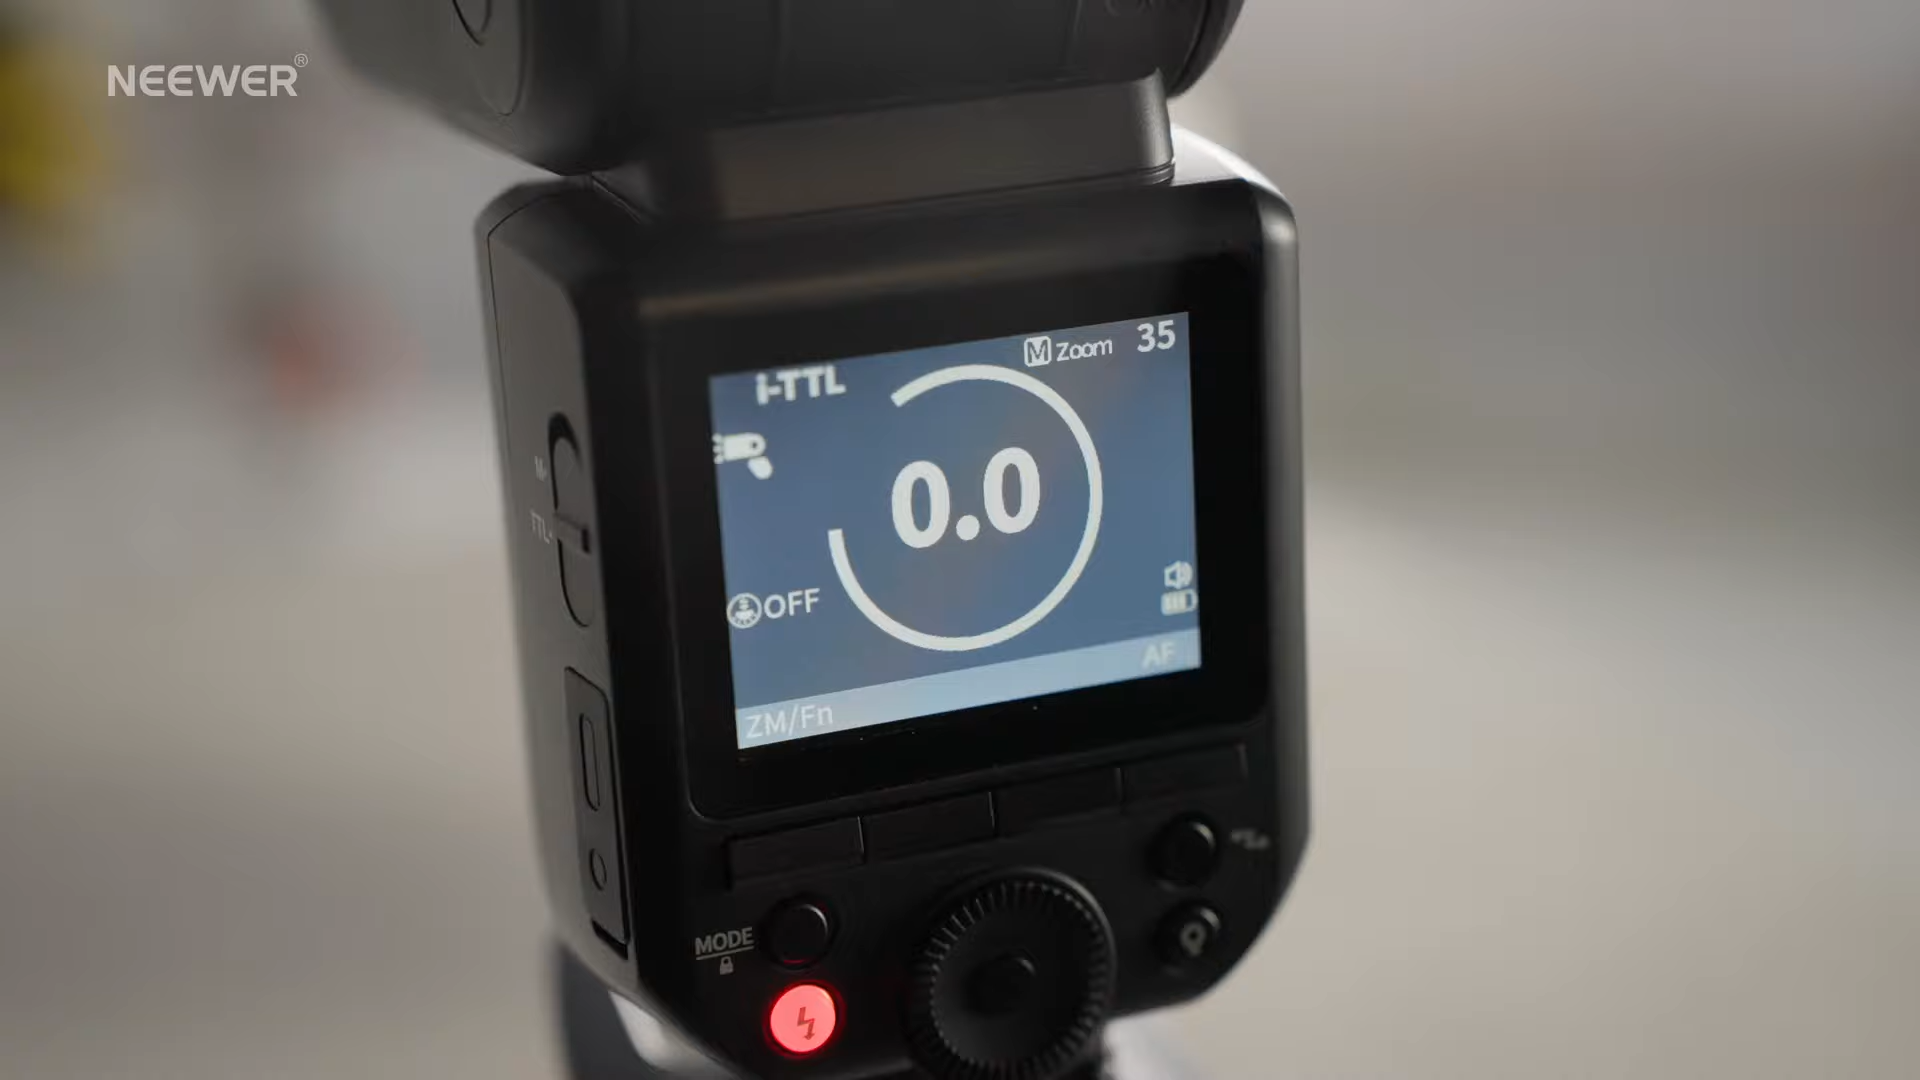 NEEWER®
M Zoom 35
i-TTL
0.0
OFF
AF
ZM/Fn
M
TTL
MODE